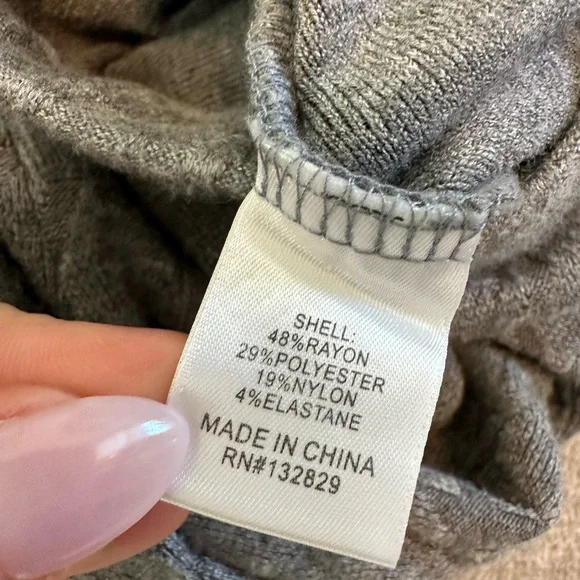 SHELL:
48%RAYON
29%POLYESTER
19%NYLON
4%ELASTANE
MADE IN CHINA
RN#132829